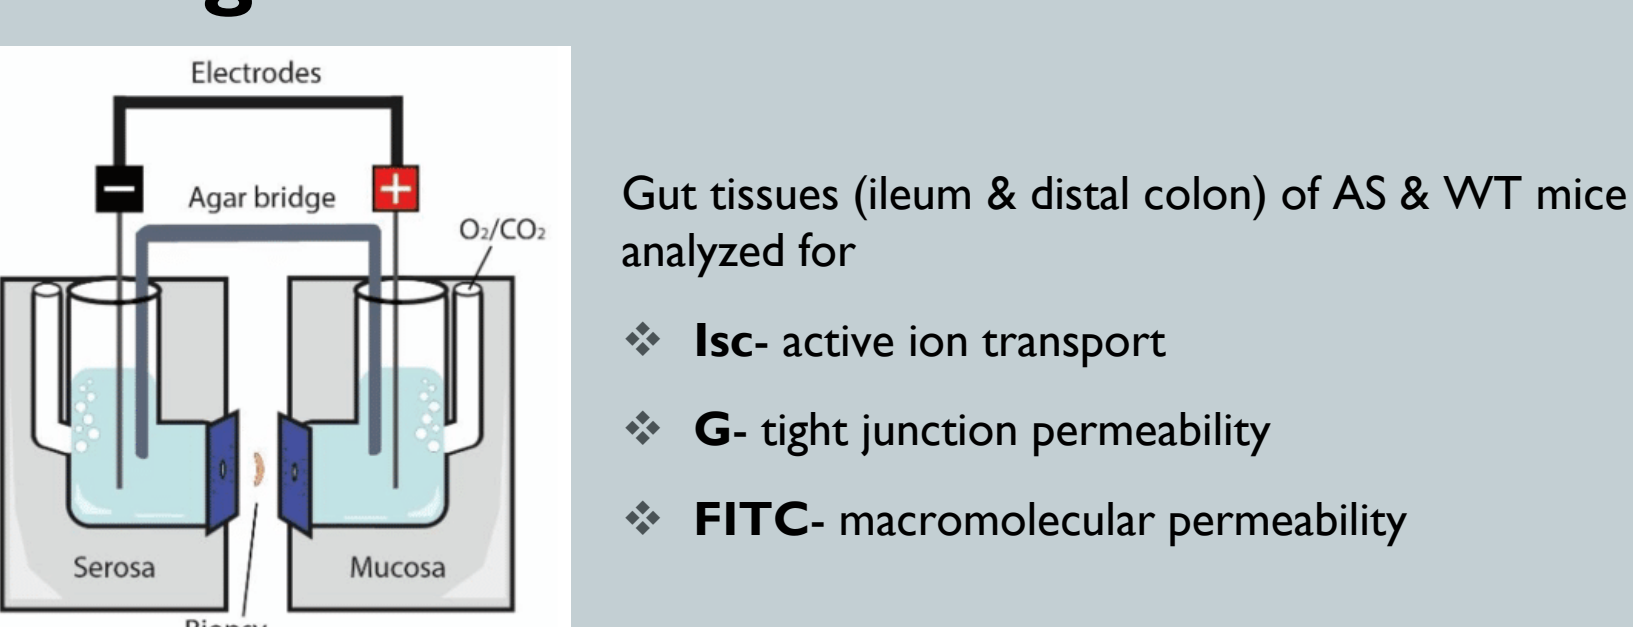 Electrodes
Agar bridge
O₂/CO₂
Serosa
Mucosa
Gut tissues (ileum & distal colon) of AS & WT mice
analyzed for
❖ Isc- active ion transport
❖ G- tight junction permeability
❖ FITC- macromolecular permeability